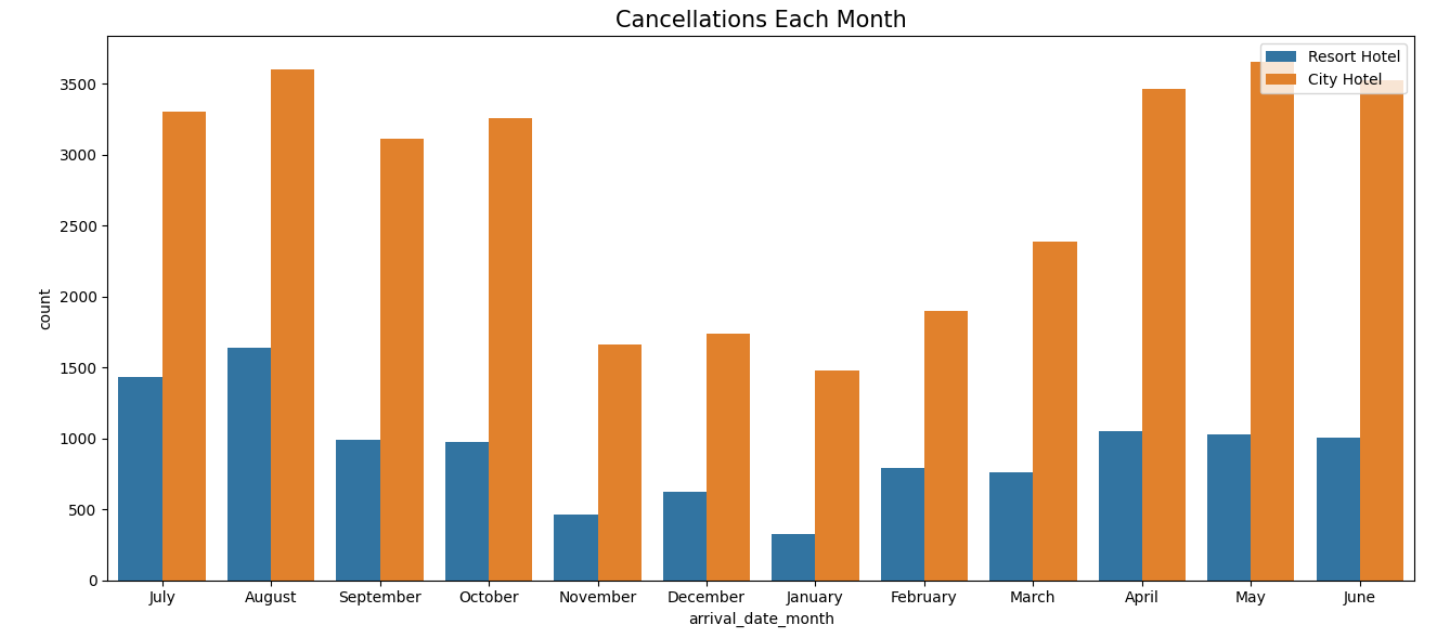 Cancellations Each Month
Resort Hotel
City Hotel
3500
3000
2500
2000
1500
1000
500
0
count
July August September October November December January February March April May June
arrival_date_month